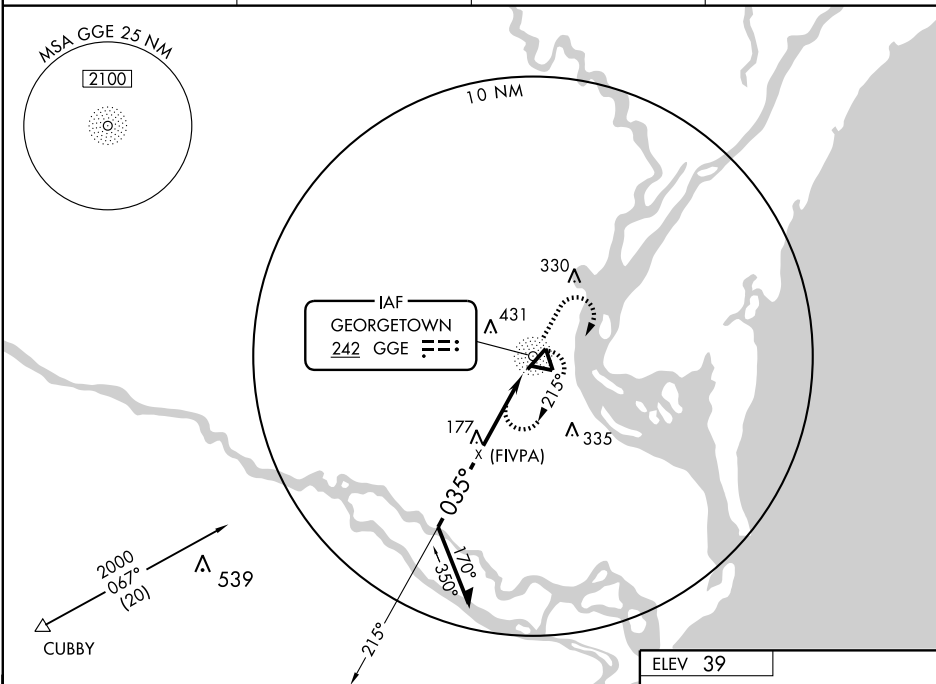 MSA GGE 25 NM
2100
10 NM
330
IAF
GEORGETOWN
242 GGE
431
215°
177
(FIVPA)
335
035°
170°
350°
2000
067°
(20)
539
CUBBY
215°
ELEV 39